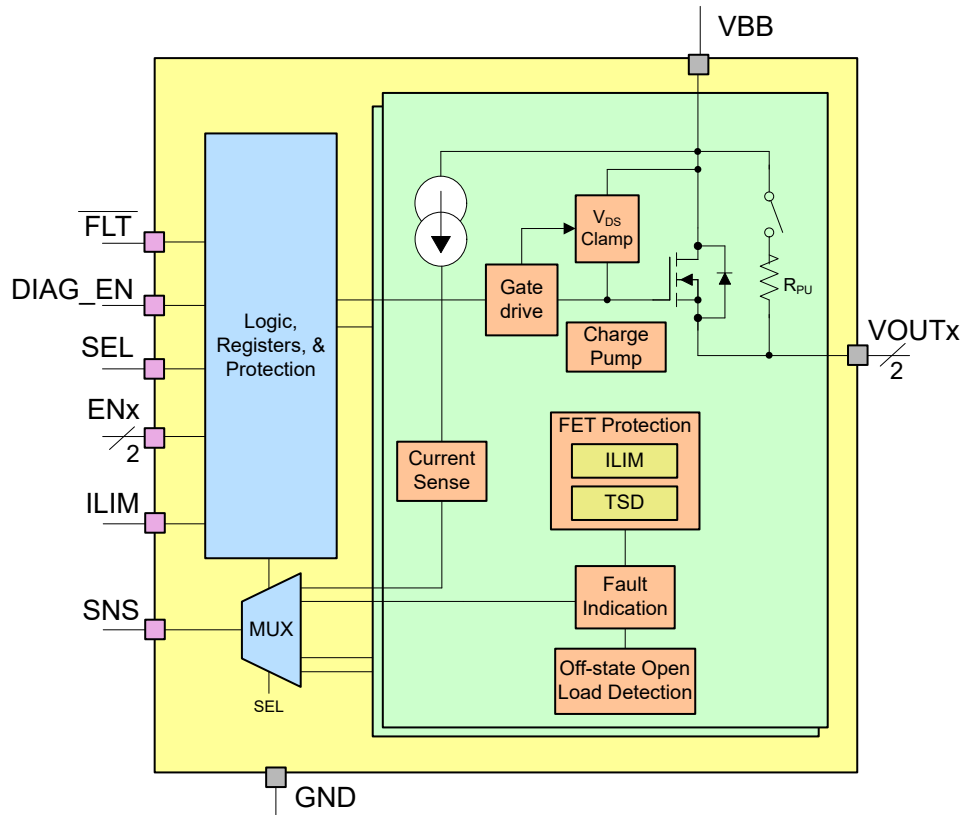 VBB
FLT
DIAG_EN
SEL
ENx
2
ILIM
SNS
Logic,
Registers, &
Protection
MUX
SEL
GND
VDS
Clamp
Gate
drive
RPU
Charge
Pump
VOUTx
2
Current
Sense
FET Protection
ILIM
TSD
Fault
Indication
Off-state Open
Load Detection